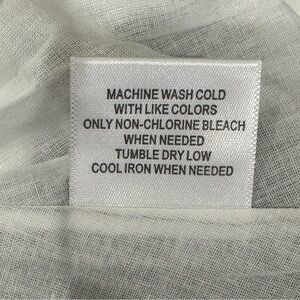 MACHINE WASH COLD
WITH LIKE COLORS
ONLY NON-CHLORINE BLEACH
WHEN NEEDED
TUMBLE DRY LOW
COOL IRON WHEN NEEDED